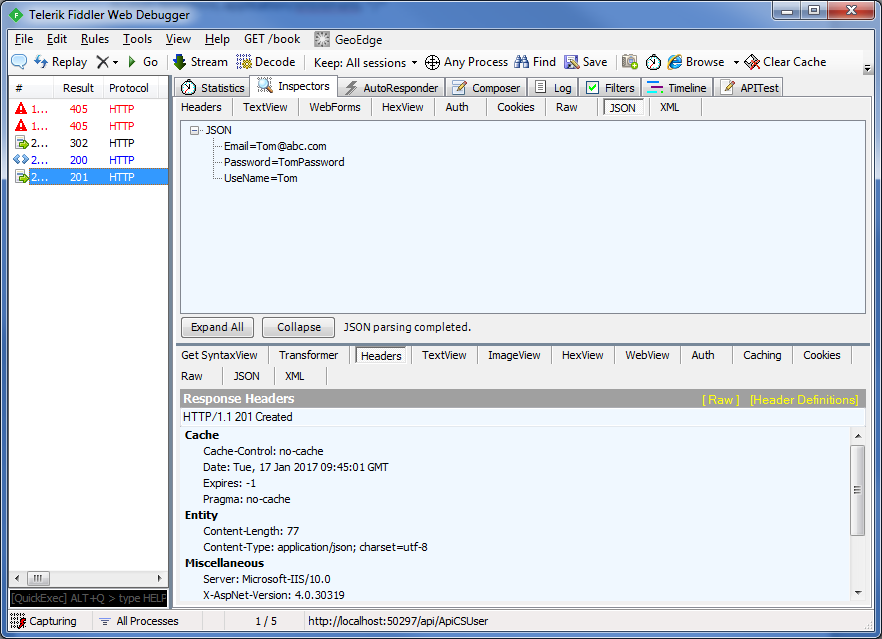 Telerik Fiddler Web Debugger
File Edit Rules Tools View Help GET /book GeoEdge
Replay Go Stream Decode Keep: All sessions Any Process Find Save Browse Clear Cache
# Result Protocol
1... 405 HTTP
1... 405 HTTP
2... 302 HTTP
2... 200 HTTP
2... 201 HTTP
Statistics Inspectors AutoResponder Composer Log Filters Timeline APITest
Headers TextView WebForms HexView Auth Cookies Raw JSON XML
JSON
Email=Tom@abc.com
Password=TomPassword
UseName=Tom
Expand All Collapse JSON parsing completed.
Get SyntaxView Transformer Headers TextView ImageView HexView WebView Auth Caching Cookies
Raw JSON XML
Response Headers [ Raw ] [Header Definitions]
HTTP/1.1 201 Created
Cache
Cache-Control: no-cache
Date: Tue, 17 Jan 2017 09:45:01 GMT
Expires: -1
Pragma: no-cache
Entity
Content-Length: 77
Content-Type: application/json; charset=utf-8
Miscellaneous
Server: Microsoft-IIS/10.0
X-AspNet-Version: 4.0.30319
[QuickExec] ALT+Q > type HELP
Capturing All Processes 1 / 5 http://localhost:50297/api/ApiCSUser